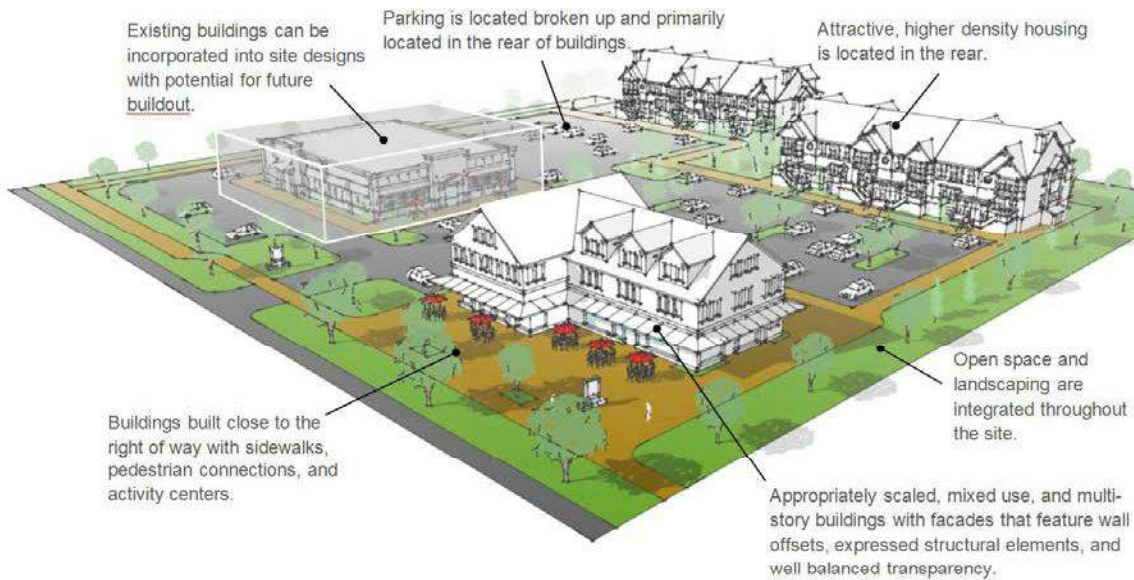 Existing buildings can be
incorporated into site designs
with potential for future
buildout.
Parking is located broken up and primarily
located in the rear of buildings.
Attractive, higher density housing
is located in the rear.
Buildings built close to the
right of way with sidewalks,
pedestrian connections, and
activity centers.
Open space and
landscaping are
integrated throughout
the site.
Appropriately scaled, mixed use, and multi-
story buildings with facades that feature wall
offsets, expressed structural elements, and
well balanced transparency.